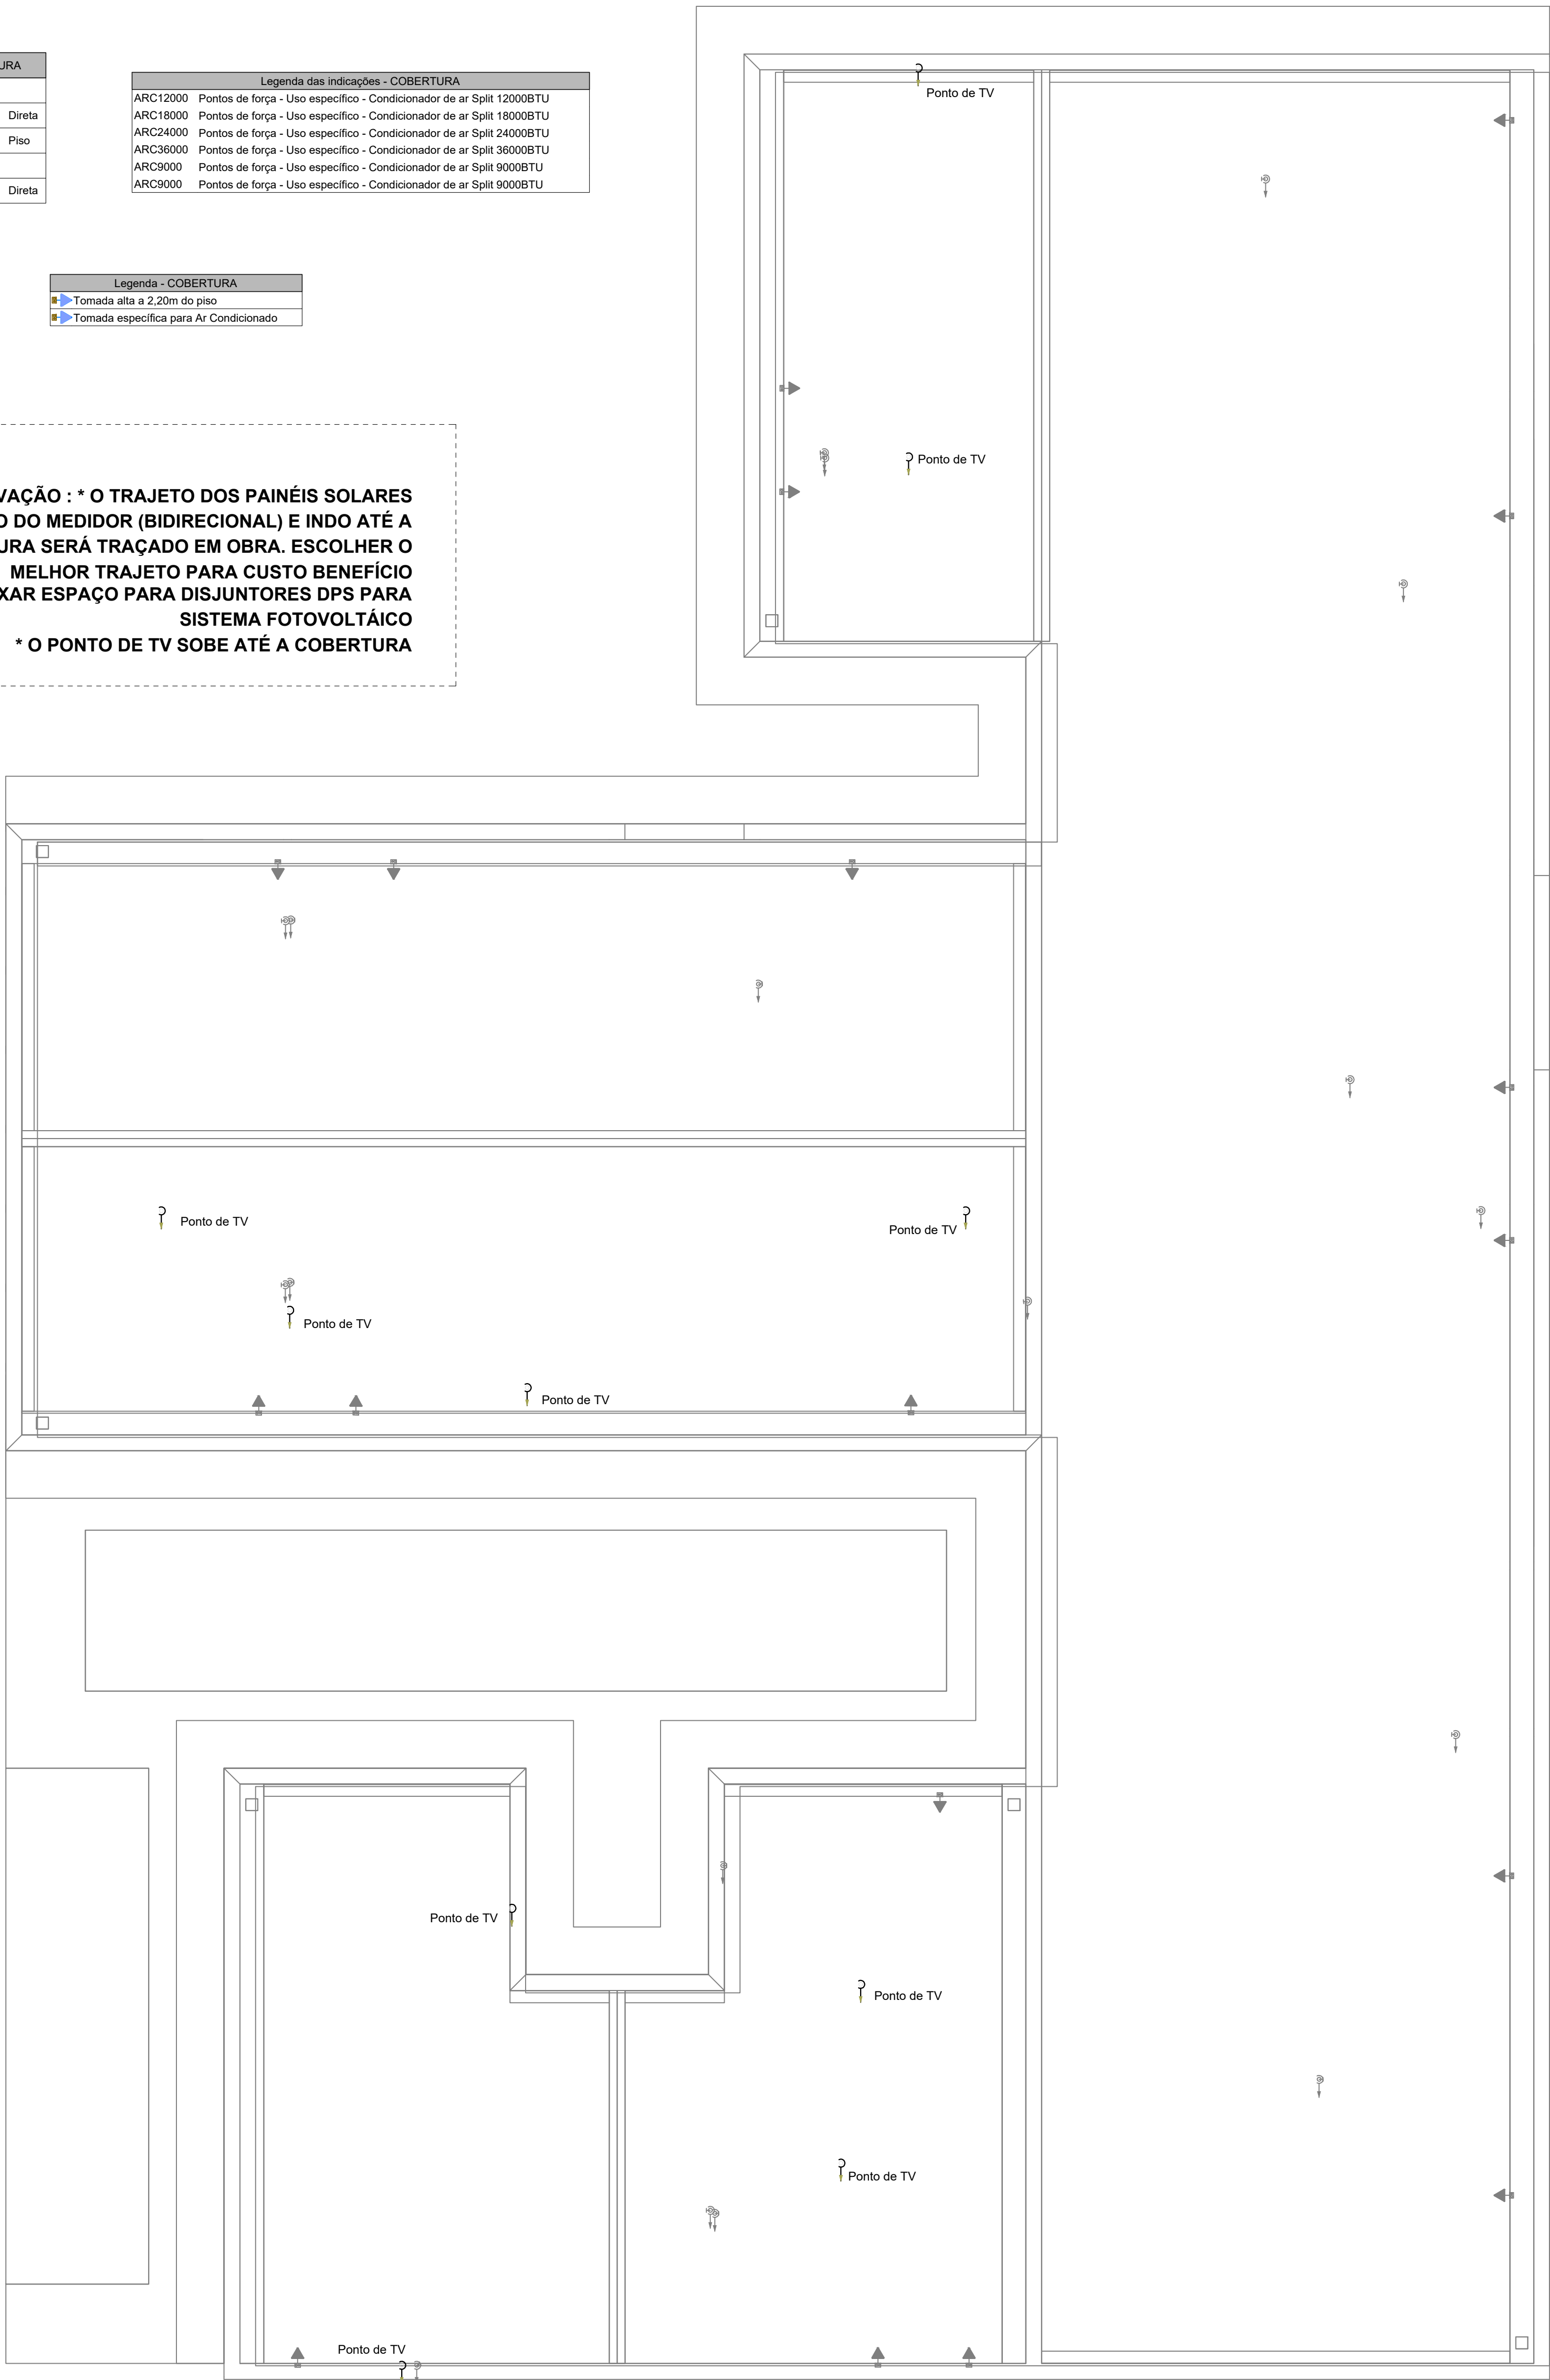 Direta
Piso
Direta
Legenda das indicações - COBERTURA
ARC12000 Pontos de força - Uso específico - Condicionador de ar Split 12000BTU
ARC18000 Pontos de força - Uso específico - Condicionador de ar Split 18000BTU
ARC24000 Pontos de força - Uso específico - Condicionador de ar Split 24000BTU
ARC36000 Pontos de força - Uso específico - Condicionador de ar Split 36000BTU
ARC9000 Pontos de força - Uso específico - Condicionador de ar Split 9000BTU
ARC9000 Pontos de força - Uso específico - Condicionador de ar Split 9000BTU
Legenda - COBERTURA
Tomada alta a 2,20m do piso
Tomada específica para Ar Condicionado
: * O TRAJETO DOS PAINÉIS SOLARES
DO MEDIDOR (BIDIRECIONAL) E INDO ATÉ A
SERÁ TRAÇADO EM OBRA. ESCOLHER O
MELHOR TRAJETO PARA CUSTO BENEFÍCIO
ESPAÇO PARA DISJUNTORES DPS PARA
SISTEMA FOTOVOLTÁICO
* O PONTO DE TV SOBE ATÉ A COBERTURA
Ponto de TV
Ponto de TV
Ponto de TV
Ponto de TV
Ponto de TV
Ponto de TV
Ponto de TV
Ponto de TV
Ponto de TV
Ponto de TV